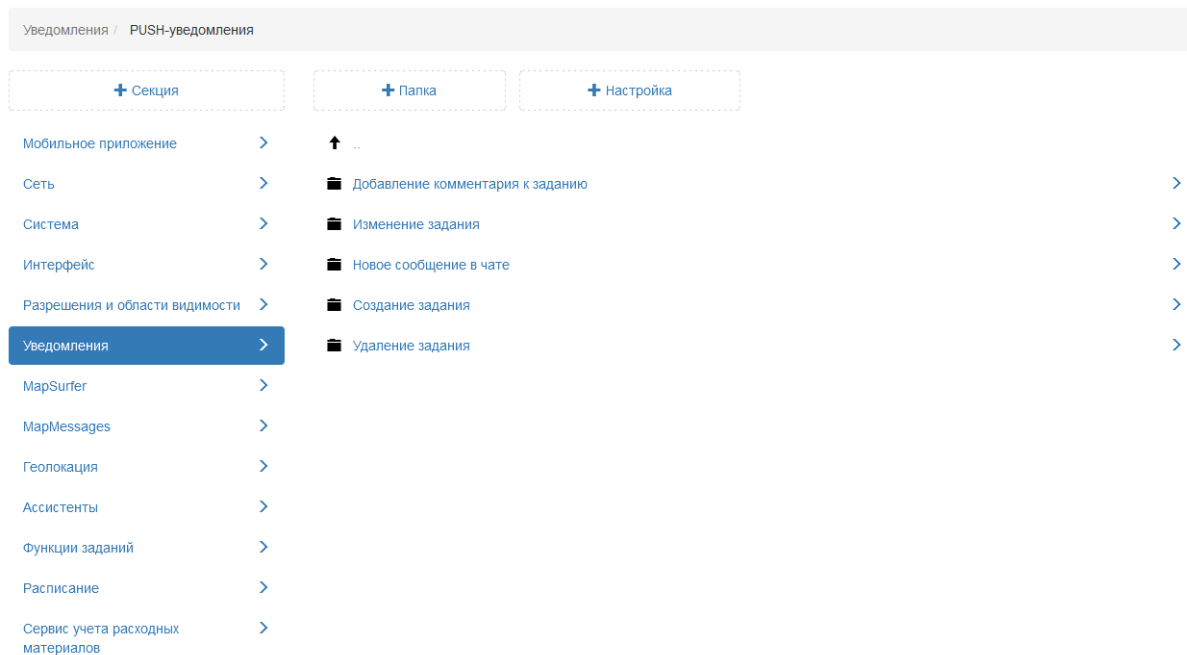 Уведомления / PUSH-уведомления
+ Секция
+ Папка
+ Настройка
Мобильное приложение
Сеть
Система
Интерфейс
Разрешения и области видимости
Уведомления
MapSurfer
MapMessages
Геолокация
Ассистенты
Функции заданий
Расписание
Сервис учета расходных
материалов
..
Добавление комментария к заданию
Изменение задания
Новое сообщение в чате
Создание задания
Удаление задания